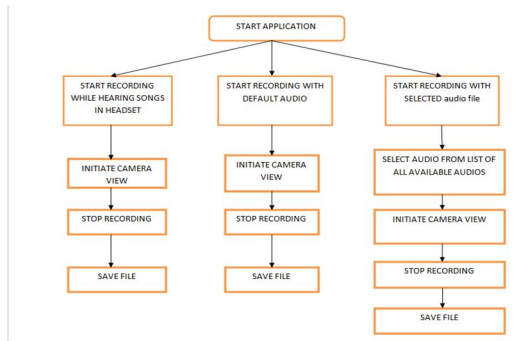 START APPLICATION
START RECORDING
WHILE HEARING SONGS
IN HEADSET
START RECORDING WITH
DEFAULT AUDIO
START RECORDING WITH
SELECTED audio file
INITIATE CAMERA
VIEW
INITIATE CAMERA
VIEW
SELECT AUDIO FROM LIST OF
ALL AVAILABLE AUDIOS
STOP RECORDING
STOP RECORDING
INITIATE CAMERA VIEW
SAVE FILE
SAVE FILE
STOP RECORDING
SAVE FILE